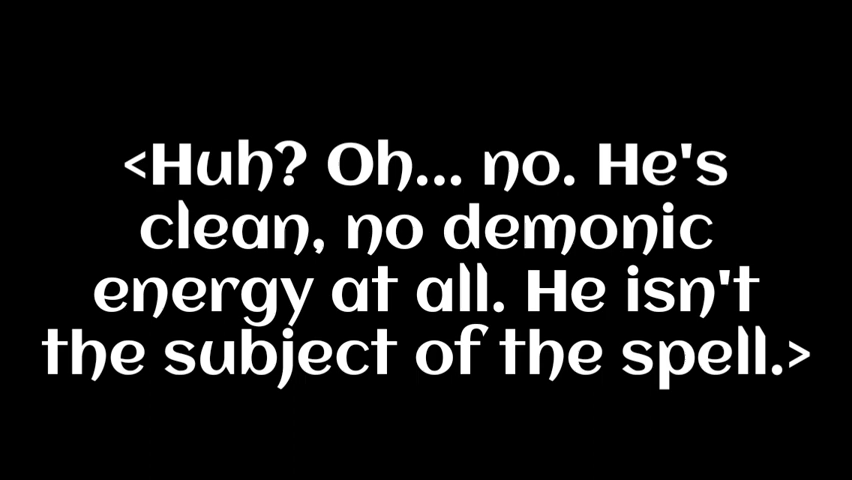 <Huh? Oh... no. He's
clean, no demonic
energy at all. He isn't
the subject of the spell.>